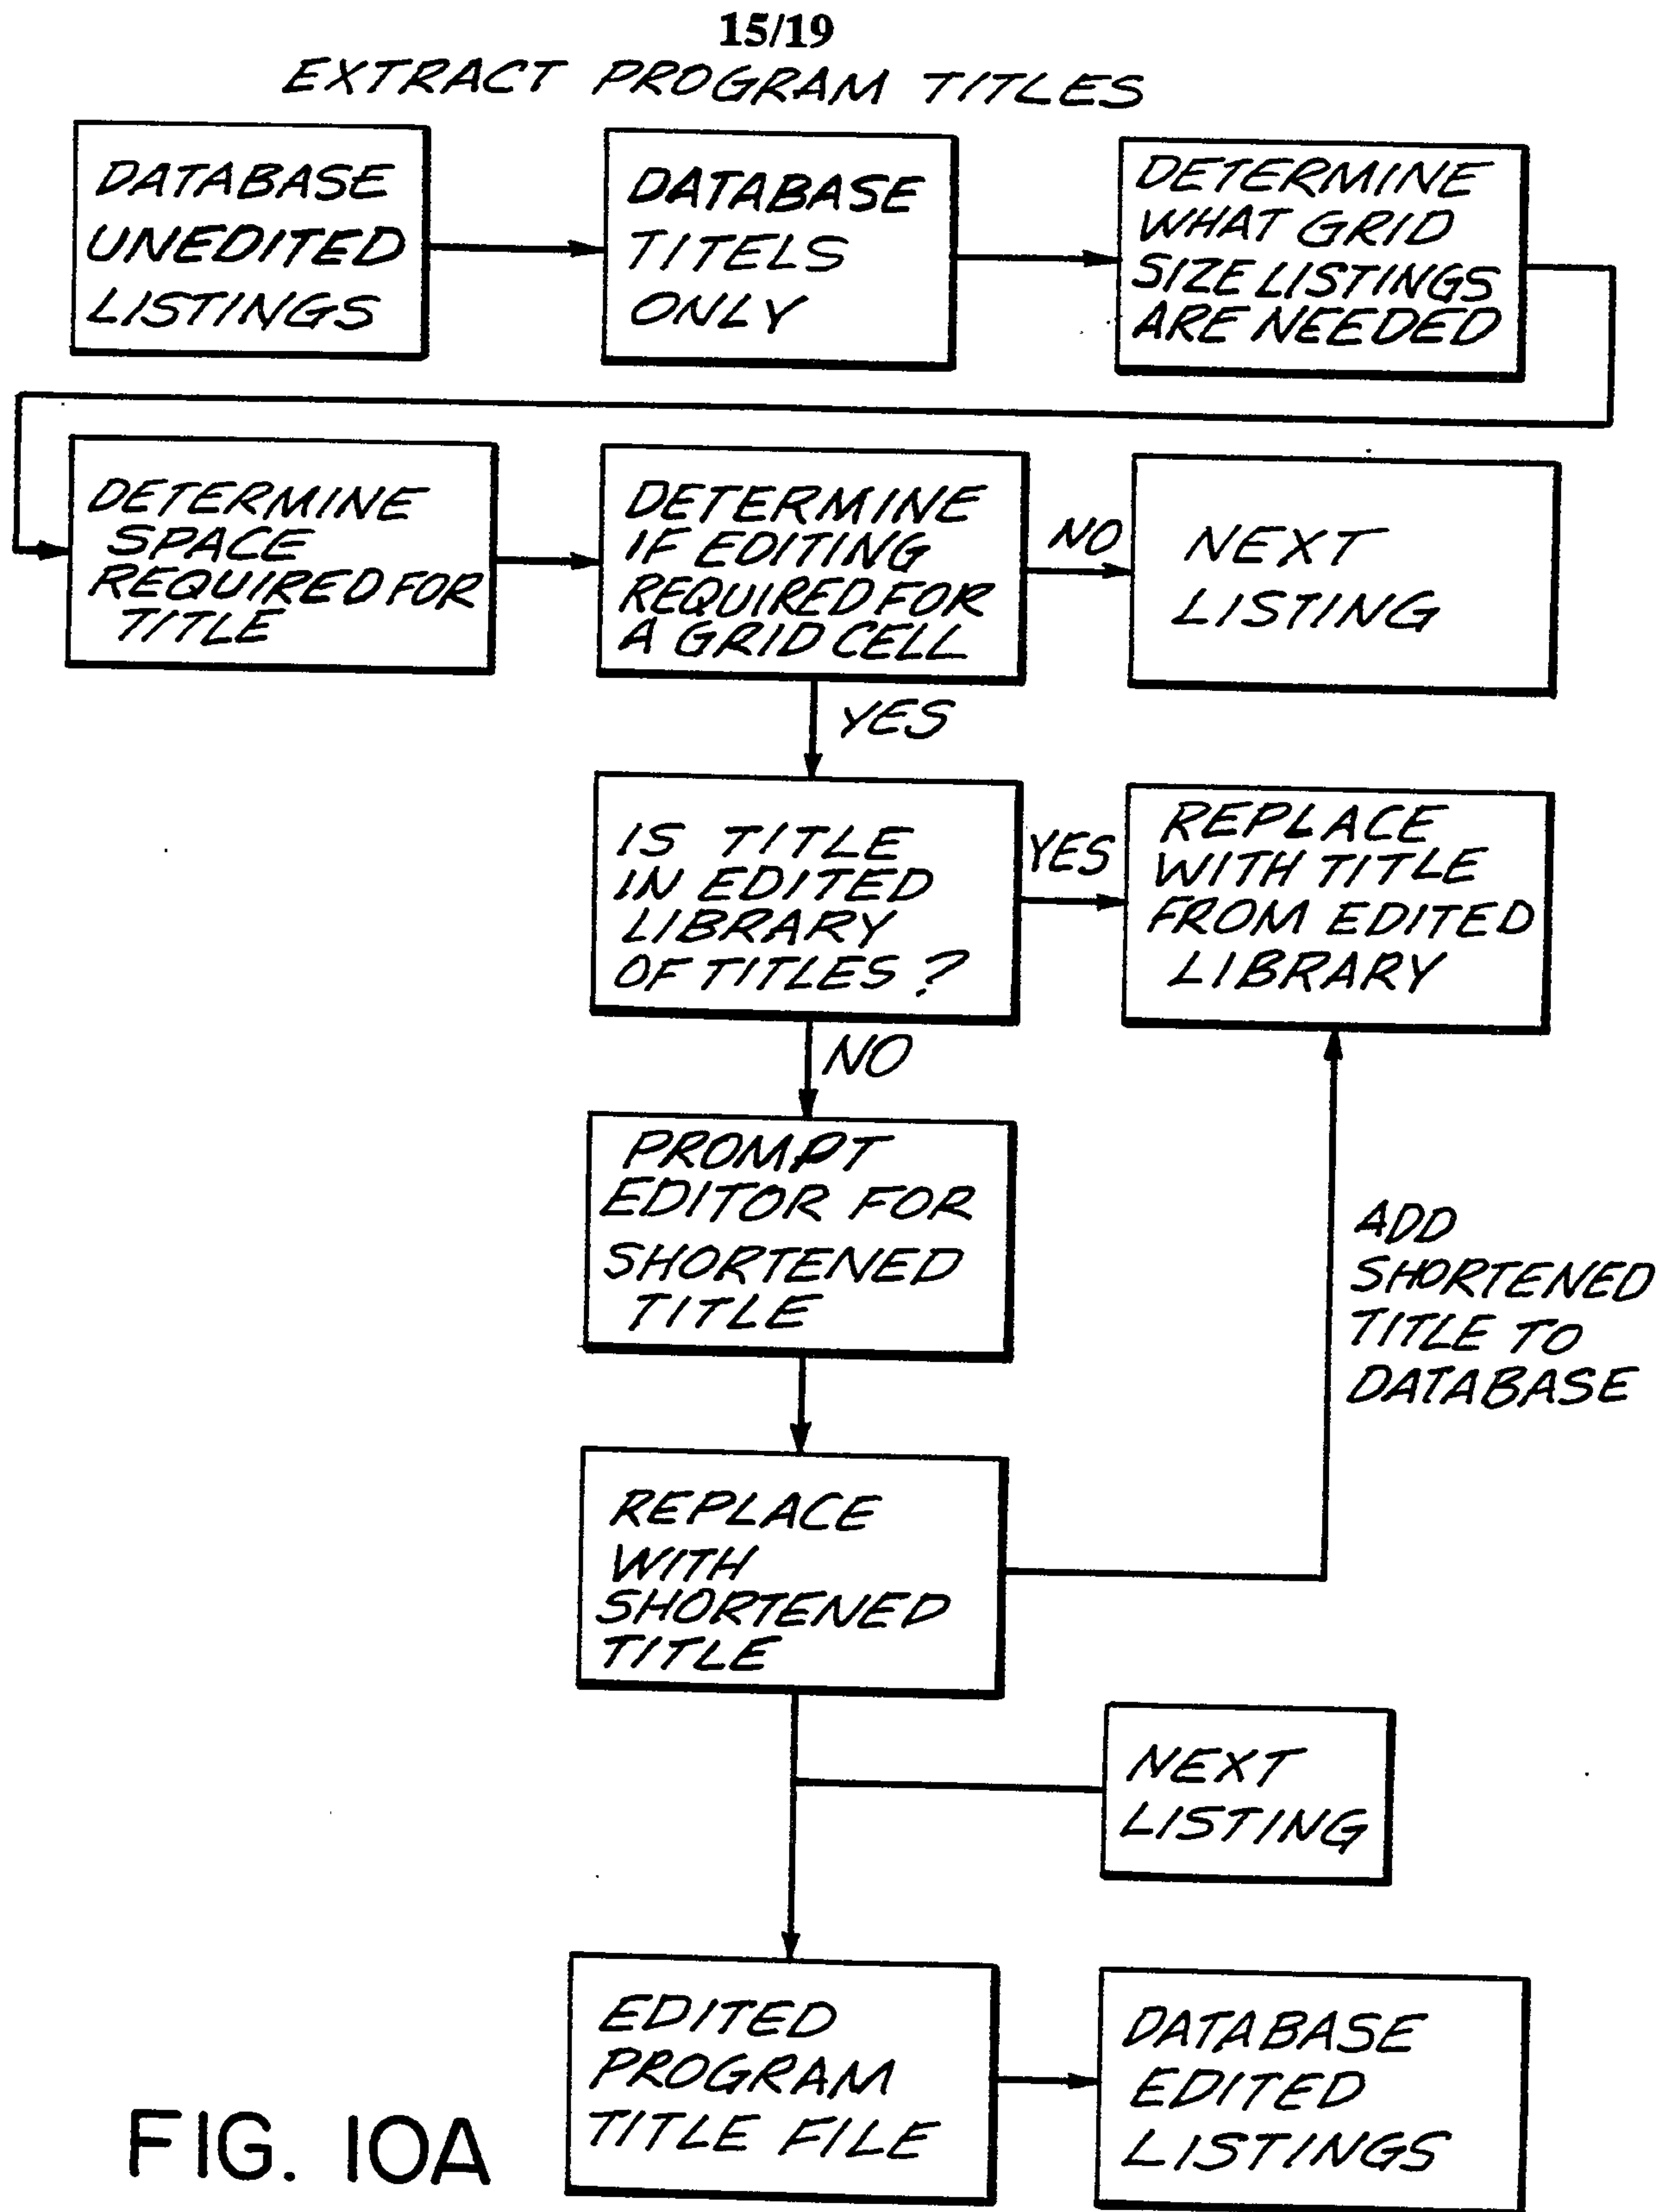 15/19
EXTRACT PROGRAM TITLES
DATABASE
UNEDITED
LISTINGS
DATABASE
TITELS
ONLY
DETERMINE
WHAT GRID
SIZE LISTINGS
ARE NEEDED
DETERMINE
SPACE
REQUIRED FOR
TITLE
DETERMINE
IF EDITING
REQUIRED FOR
A GRID CELL
NO
NEXT
LISTING
YES
IS TITLE
IN EDITED
LIBRARY
OF TITLES?
YES
REPLACE
WITH TITLE
FROM EDITED
LIBRARY
NO
PROMPT
EDITOR FOR
SHORTENED
TITLE
ADD
SHORTENED
TITLE TO
DATABASE
REPLACE
WITH
SHORTENED
TITLE
NEXT
LISTING
EDITED
PROGRAM
TITLE FILE
DATABASE
EDITED
LISTINGS
FIG. 10A